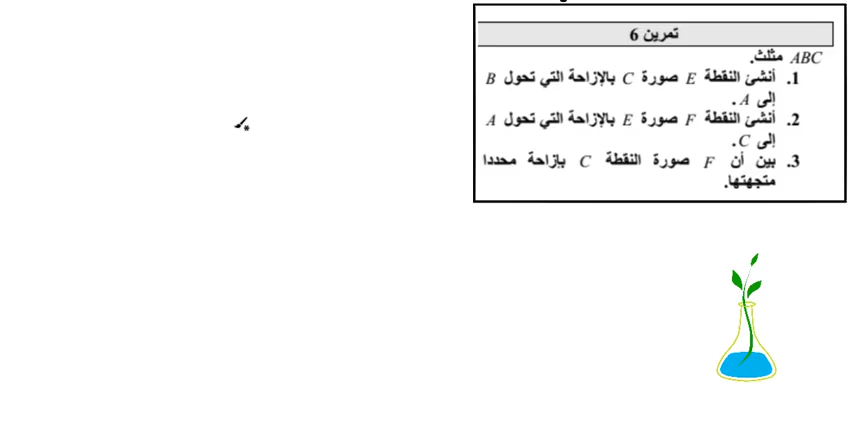 تمرين 6
ABC مثلث.
1. أنشئ النقطة E صورة C بالإزاحة التي تحول B
إلى A .
2. أنشئ النقطة F صورة E بالإزاحة التي تحول A
إلى C .
3. بين أن F صورة النقطة C بإزاحة محددا
متجهتها.